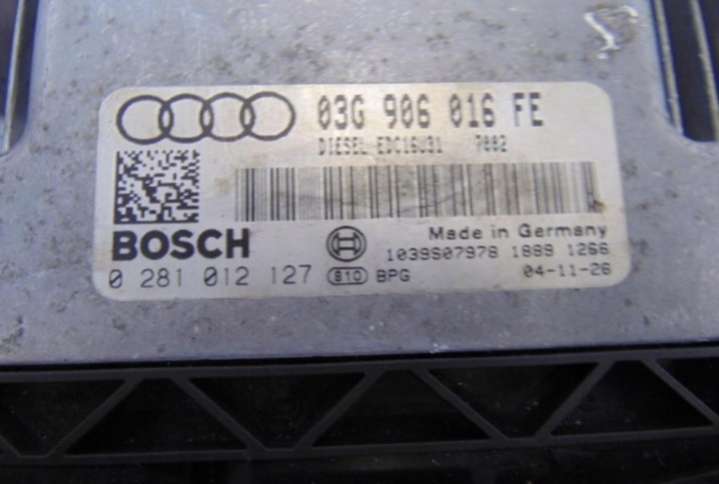 03G 906 016 FE
DIESEL EDC16U31 7002
BOSCH
Made in Germany
1039S07978 1889 1266
0 281 012 127 810 BPG
04-11-26